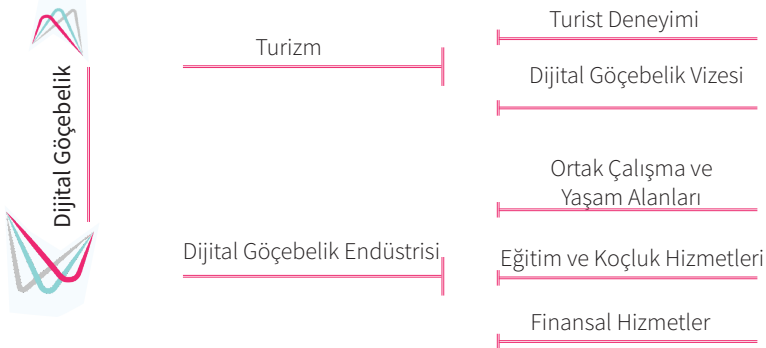 Dijital Göçebelik
Turizm
Turist Deneyimi
Dijital Göçebelik Vizesi
Dijital Göçebelik Endüstrisi
Ortak Çalışma ve
Yaşam Alanları
Eğitim ve Koçluk Hizmetleri
Finansal Hizmetler